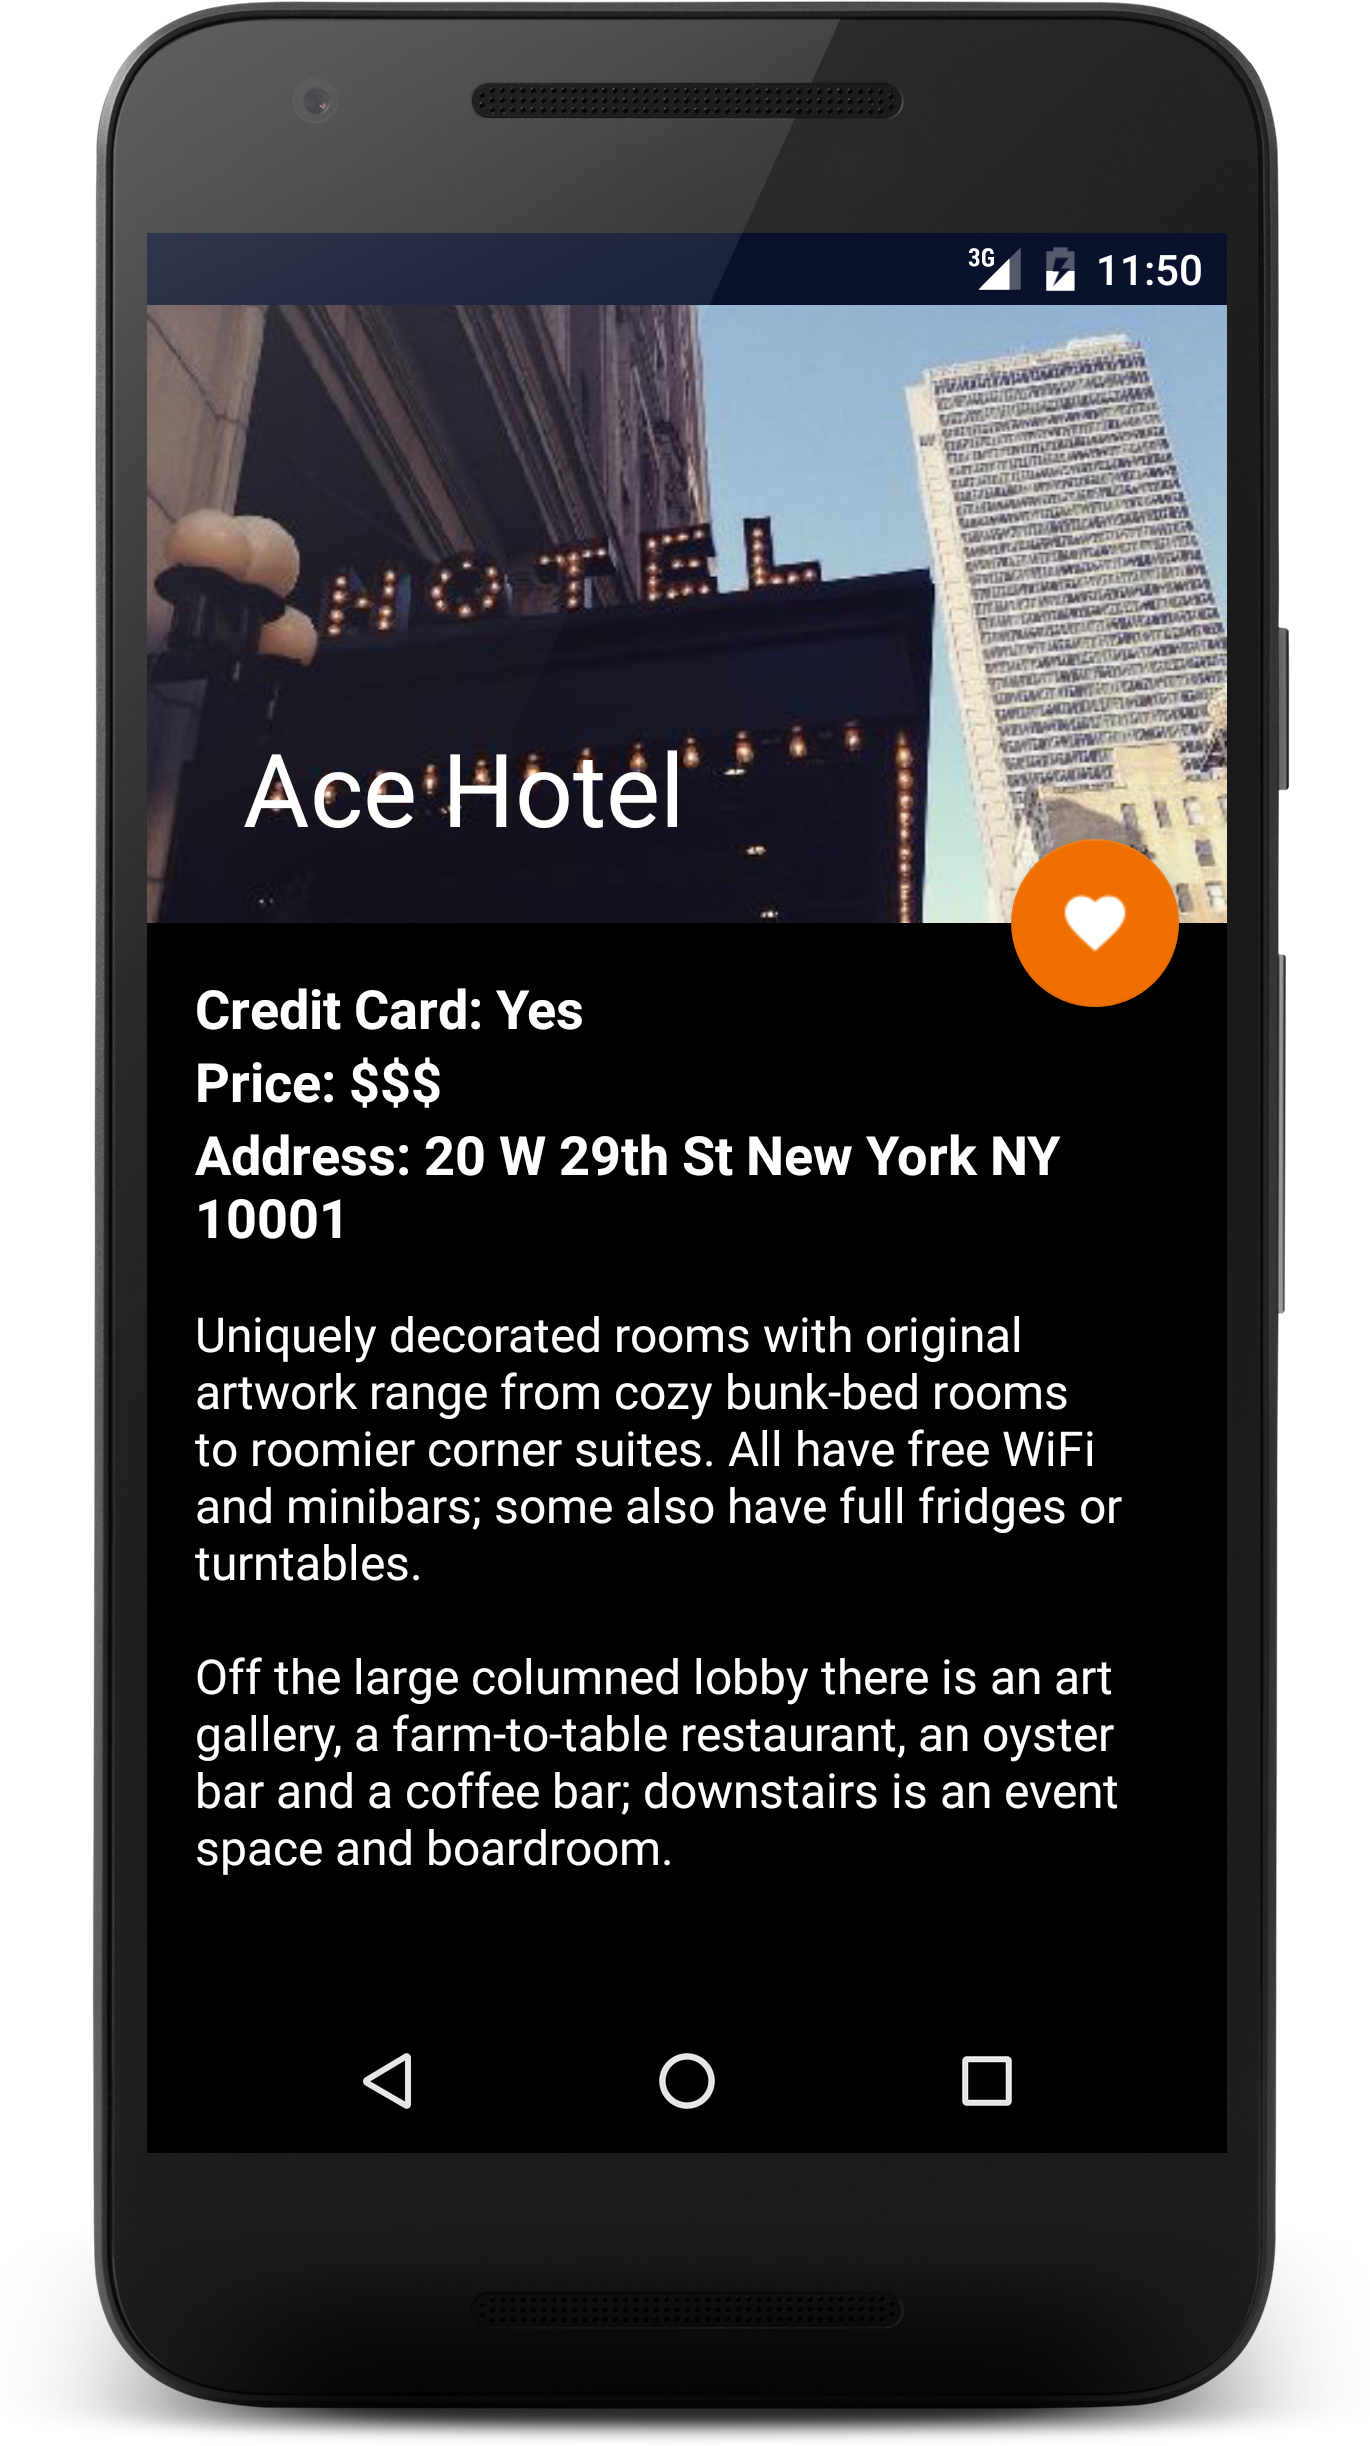 3G 11:50
HOTEL
Ace Hotel
Credit Card: Yes
Price: $$$
Address: 20 W 29th St New York NY
10001
Uniquely decorated rooms with original
artwork range from cozy bunk-bed rooms
to roomier corner suites. All have free WiFi
and minibars; some also have full fridges or
turntables.
Off the large columned lobby there is an art
gallery, a farm-to-table restaurant, an oyster
bar and a coffee bar; downstairs is an event
space and boardroom.